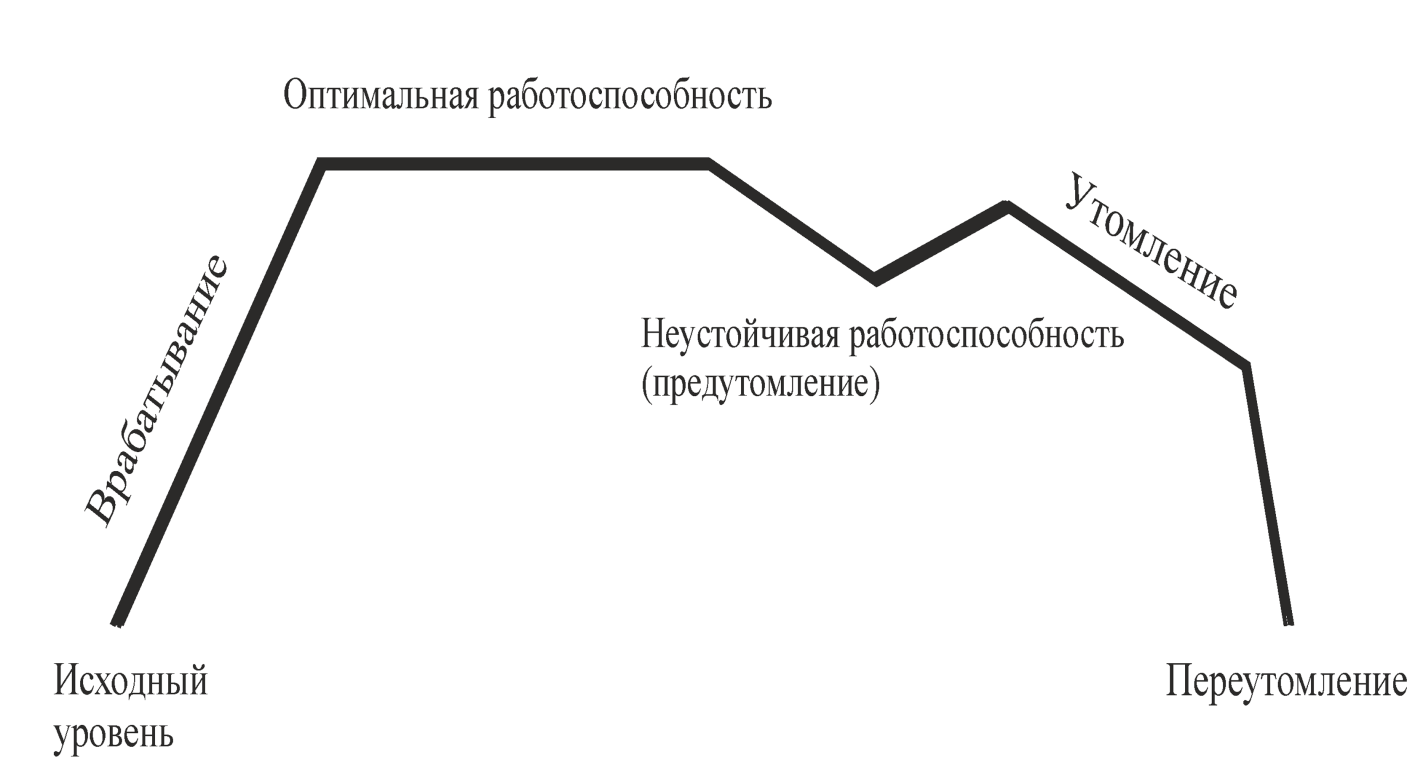 Оптимальная работоспособность
Утомление
Врабатывание
Неустойчивая работоспособность
(предутомление)
Исходный
уровень
Переутомление